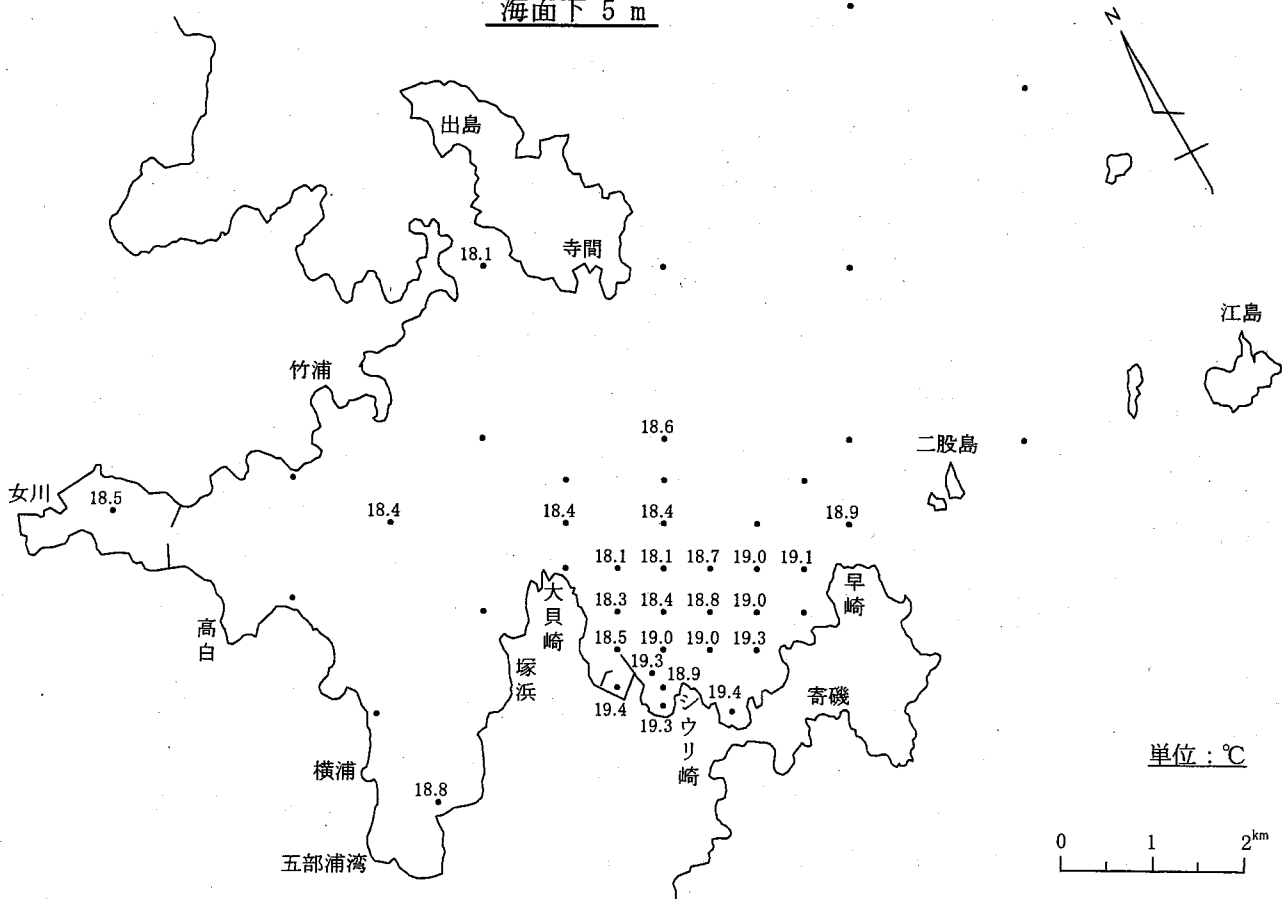 海面下 5 m
N
出島
寺間
18.1
江島
竹浦
18.6
二股島
女川
18.5
18.4
18.4
18.4
18.9
18.1
18.1
18.7
19.0
19.1
大貝崎
早崎
18.3
18.4
18.8
19.0
高白
18.5
19.0
19.0
19.3
塚浜
19.3
18.9
シウリ崎
寄磯
19.4
19.3
19.4
単位：℃
横浦
18.8
五部浦湾
0 1 2km